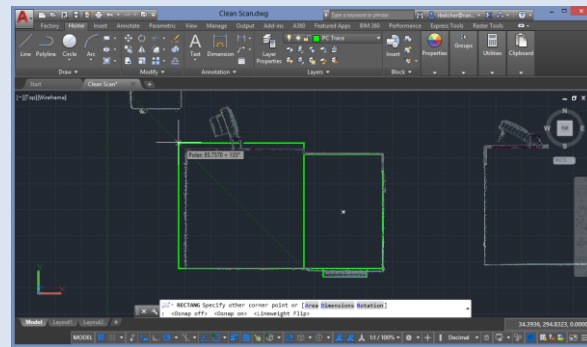 Clean Scan.dwg
Type a keyword or phrase
Factory Home Insert Annotate Parametric View Manage Output Add-ins A360 Featured Apps BIM 360 Performance Express Tools Raster Tools
PC Trace
Line Polyline Circle Arc Text Dimension Layer Properties Insert Properties Groups Utilities Clipboard
Draw Modify Annotation Layers Block
Start Clean Scan*
[−][Top][Wireframe]
N
W TOP E
S
WCS
Polar: 65.7570 < 135°
Y
X
RECTANG Specify other corner point or [Area Dimensions Rotation]
: <Osnap off> <Osnap on> <Lineweight Flip>
Model Layout1 Layout2 +
34.3936, 294.8323, 0.0000
MODEL 1:1 / 100% Decimal